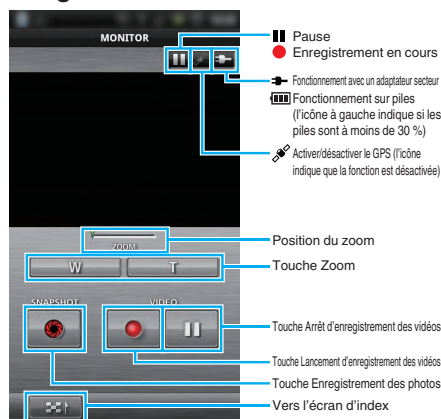 MONITOR
Pause
Enregistrement en cours
Fonctionnement avec un adaptateur secteur
Fonctionnement sur piles
(l'icône à gauche indique si les
piles sont à moins de 30 %)
Activer/désactiver le GPS (l'icône
indique que la fonction est désactivée)
ZOOM
Position du zoom
W T
Touche Zoom
SNAPSHOT VIDEO
Touche Arrêt d'enregistrement des vidéos
Touche Lancement d'enregistrement des vidéos
Touche Enregistrement des photos
Vers l'écran d'index